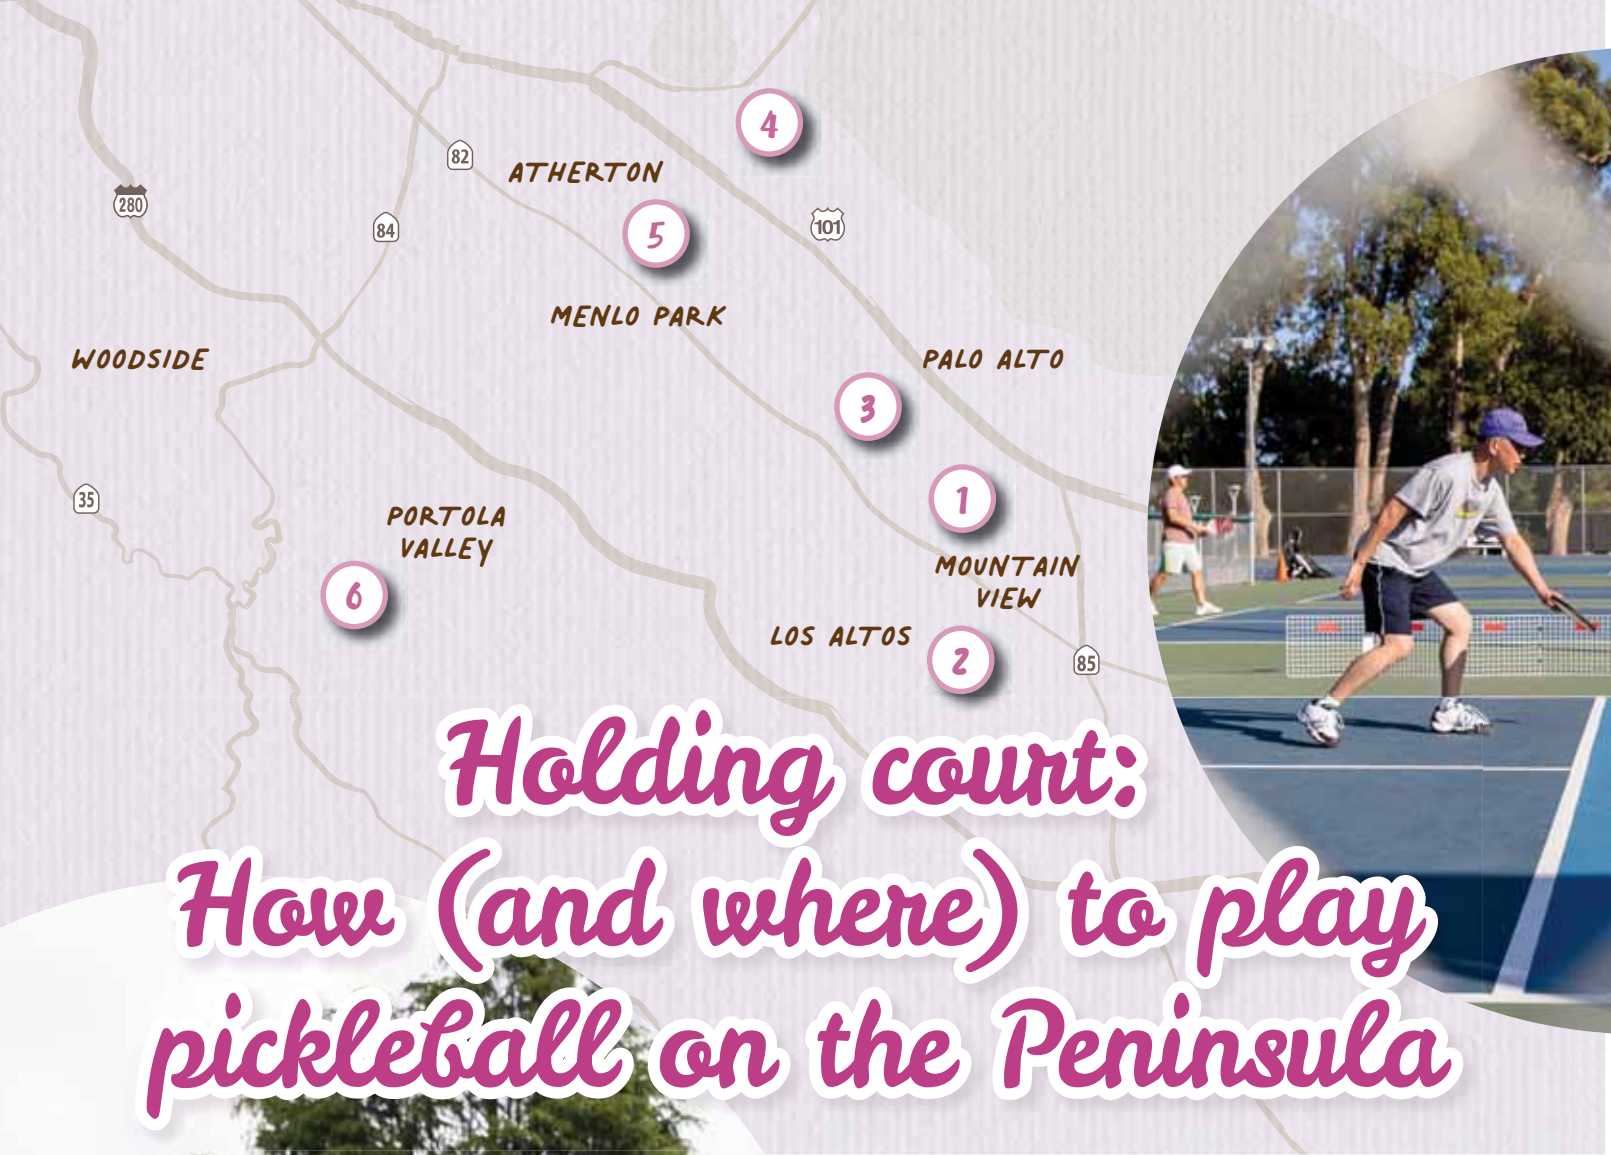 4
82
ATHERTON
280
5
101
84
MENLO PARK
WOODSIDE
PALO ALTO
3
35
1
PORTOLA
VALLEY
MOUNTAIN
VIEW
6
LOS ALTOS
2
85
Holding court:
How (and where) to play
pickleball on the Peninsula